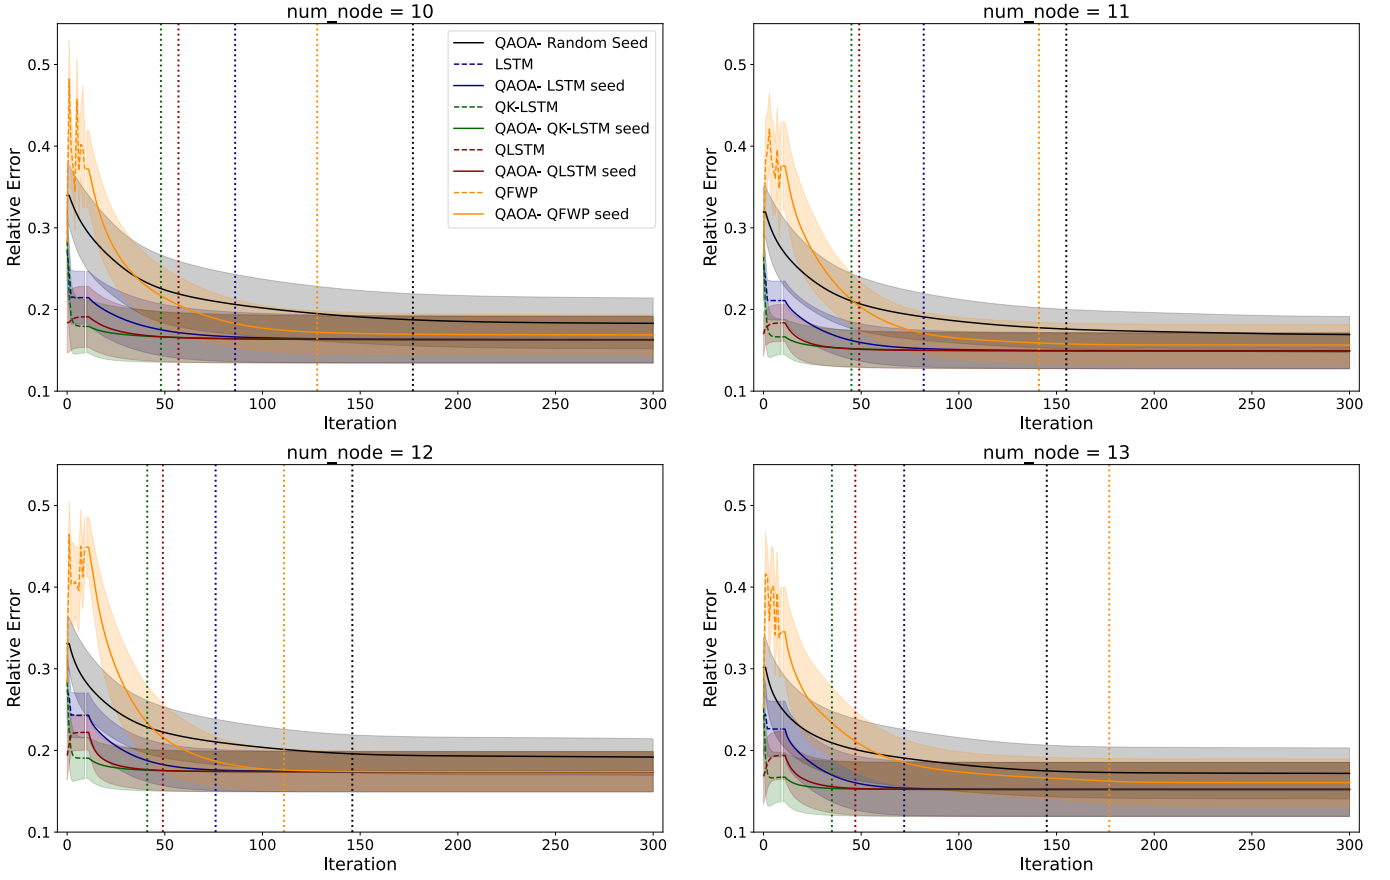 num_node = 10
0.5
0.4
0.3
0.2
0.1
Relative Error
0 50 100 150 200 250 300
Iteration
QAOA- Random Seed
LSTM
QAOA- LSTM seed
QK-LSTM
QAOA- QK-LSTM seed
QLSTM
QAOA- QLSTM seed
QFWP
QAOA- QFWP seed
num_node = 11
0.5
0.4
0.3
0.2
0.1
Relative Error
0 50 100 150 200 250 300
Iteration
num_node = 12
0.5
0.4
0.3
0.2
0.1
Relative Error
0 50 100 150 200 250 300
Iteration
num_node = 13
0.5
0.4
0.3
0.2
0.1
Relative Error
0 50 100 150 200 250 300
Iteration